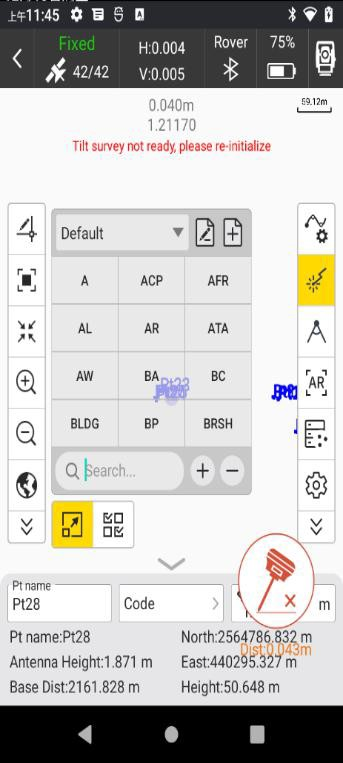 上午11:45
Fixed
42/42
H:0.004
V:0.005
Rover
75%
0.040m
1.21170
59.12m
Tilt survey not ready, please re-initialize
Default
A ACP AFR
AL AR ATA
AW BA BC
Pt23
BLDG BP BRSH
Search...
AR
Pt name
Pt28
Code
m
Pt name:Pt28
North:2564786.832 m
Dist:0.043m
Antenna Height:1.871 m
East:440295.327 m
Base Dist:2161.828 m
Height:50.648 m